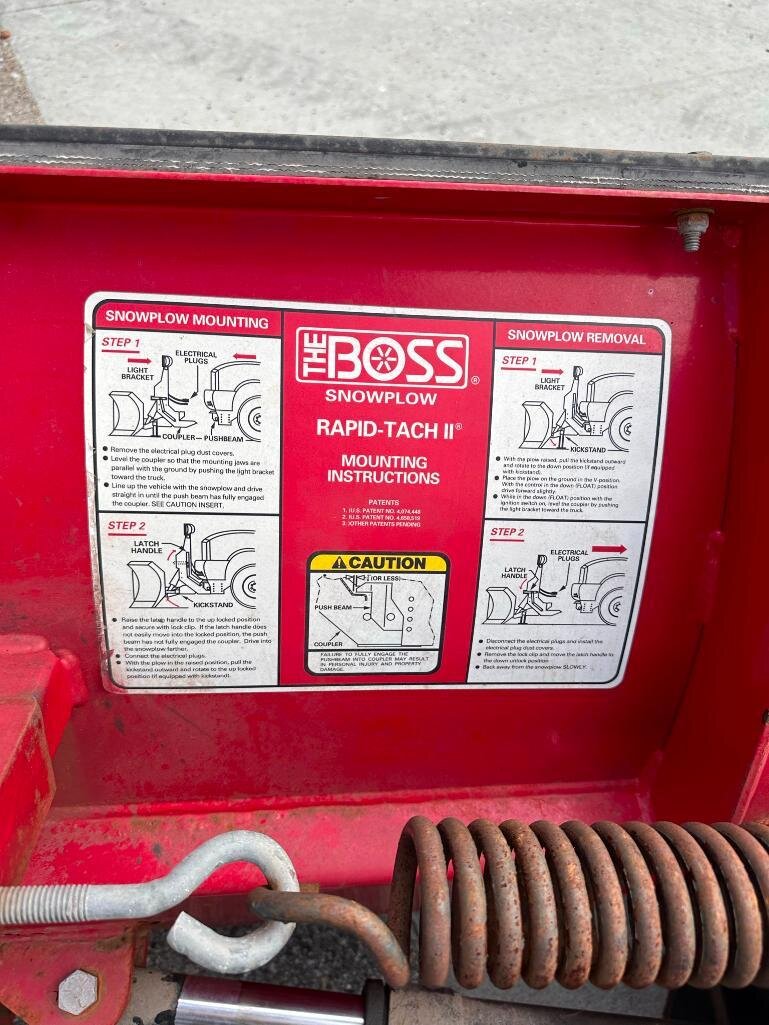 SNOWPLOW MOUNTING
STEP 1
LIGHT
BRACKET
ELECTRICAL
PLUGS
COUPLER
PUSHBEAM
● Remove the electrical plug dust covers.
● Level the coupler so that the mounting jaws are
parallel with the ground by pushing the light bracket
toward the truck.
● Line up the vehicle with the snowplow and drive
straight in until the push beam has fully engaged
the coupler. SEE CAUTION INSERT.
STEP 2
LATCH
HANDLE
KICKSTAND
● Raise the latch handle to the up locked position
and secure with lock clip. If the latch handle does
not easily move into the locked position, the push
beam has not fully engaged the coupler. Drive into
the snowplow farther.
● Connect the electrical plugs.
● With the plow in the raised position, pull the
kickstand outward and rotate to the up locked
position (if equipped with kickstand).
THE BOSS®
SNOWPLOW
RAPID-TACH II®
MOUNTING
INSTRUCTIONS
PATENTS
1. (U.S. PATENT NO. 4,074,448
2. (U.S. PATENT NO. 4,658,519
3. (OTHER PATENTS PENDING
CAUTION
(OR LESS)
PUSH BEAM
COUPLER
FAILURE TO FULLY ENGAGE THE
PUSHBEAM INTO COUPLER MAY RESULT
IN PERSONAL INJURY AND PROPERTY
DAMAGE.
SNOWPLOW REMOVAL
STEP 1
LIGHT
BRACKET
KICKSTAND
● With the plow raised, pull the kickstand outward
and rotate to the down position (if equipped
with kickstand).
● Place the plow on the ground in the V-position.
With the control in the down (FLOAT) position
drive forward slightly.
● While in the down (FLOAT) position with the
ignition switch on, level the coupler by pushing
the light bracket toward the truck.
STEP 2
LATCH
HANDLE
ELECTRICAL
PLUGS
● Disconnect the electrical plugs and install the
electrical plug dust covers.
● Remove the lock clip and move the latch handle to
the down unlock position
● Back away from the snowplow SLOWLY.